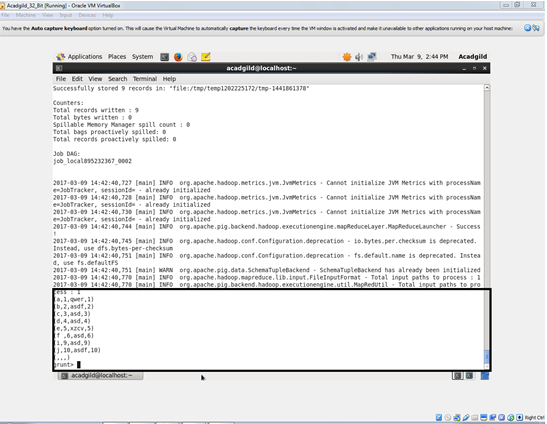 Acadgild_32_Bit [Running] - Oracle VM VirtualBox
File Machine View Input Devices Help
You have the Auto capture keyboard option turned on. This will cause the Virtual Machine to automatically capture the keyboard every time the VM window is activated and make it unavailable to other applications running on your host machine:
Applications Places System Thu Mar 9, 2:44 PM Acadgild
acadgild@localhost:~
File Edit View Search Terminal Help
Successfully stored 9 records in: "file:/tmp/temp1202225172/tmp-1441861378"
Counters:
Total records written : 9
Total bytes written : 0
Spillable Memory Manager spill count : 0
Total bags proactively spilled: 0
Total records proactively spilled: 0
Job DAG:
job_local895232367_0002
2017-03-09 14:42:40,727 [main] INFO org.apache.hadoop.metrics.jvm.JvmMetrics - Cannot initialize JVM Metrics with processNam
e=JobTracker, sessionId= - already initialized
2017-03-09 14:42:40,728 [main] INFO org.apache.hadoop.metrics.jvm.JvmMetrics - Cannot initialize JVM Metrics with processNam
e=JobTracker, sessionId= - already initialized
2017-03-09 14:42:40,730 [main] INFO org.apache.hadoop.metrics.jvm.JvmMetrics - Cannot initialize JVM Metrics with processNam
e=JobTracker, sessionId= - already initialized
2017-03-09 14:42:40,744 [main] INFO org.apache.pig.backend.hadoop.executionengine.mapReduceLayer.MapReduceLauncher - Success
!
2017-03-09 14:42:40,745 [main] INFO org.apache.hadoop.conf.Configuration.deprecation - io.bytes.per.checksum is deprecated.
Instead, use dfs.bytes-per-checksum
2017-03-09 14:42:40,751 [main] INFO org.apache.hadoop.conf.Configuration.deprecation - fs.default.name is deprecated. Instea
d, use fs.defaultFS
2017-03-09 14:42:40,751 [main] WARN org.apache.pig.data.SchemaTupleBackend - SchemaTupleBackend has already been initialized
2017-03-09 14:42:40,770 [main] INFO org.apache.hadoop.mapreduce.lib.input.FileInputFormat - Total input paths to process : 1
2017-03-09 14:42:40,770 [main] INFO org.apache.pig.backend.hadoop.executionengine.util.MapRedUtil - Total input paths to pro
cess : 1
(a,1,qwer,1)
(b,2,asdf,2)
(c,3,asd,3)
(d,4,asd,4)
(e,5,xzcv,5)
(f ,6,asd,6)
(i,9,asd,9)
(j,10,asdf,10)
(,,,)
grunt>
acadgild@localhost:~
Right Ctrl